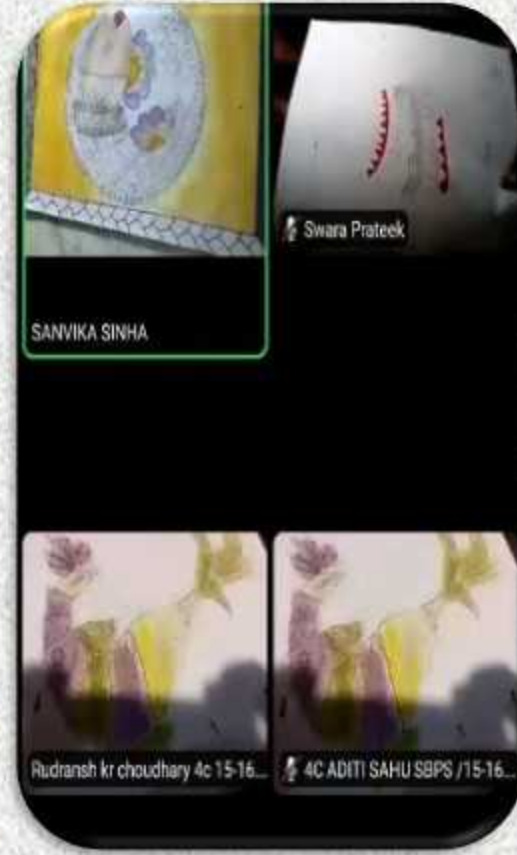 Swara Prateek
SANVIKA SINHA
Rudransh kr choudhary 4c 15-16...
4C ADITI SAHU SBPS /15-16...